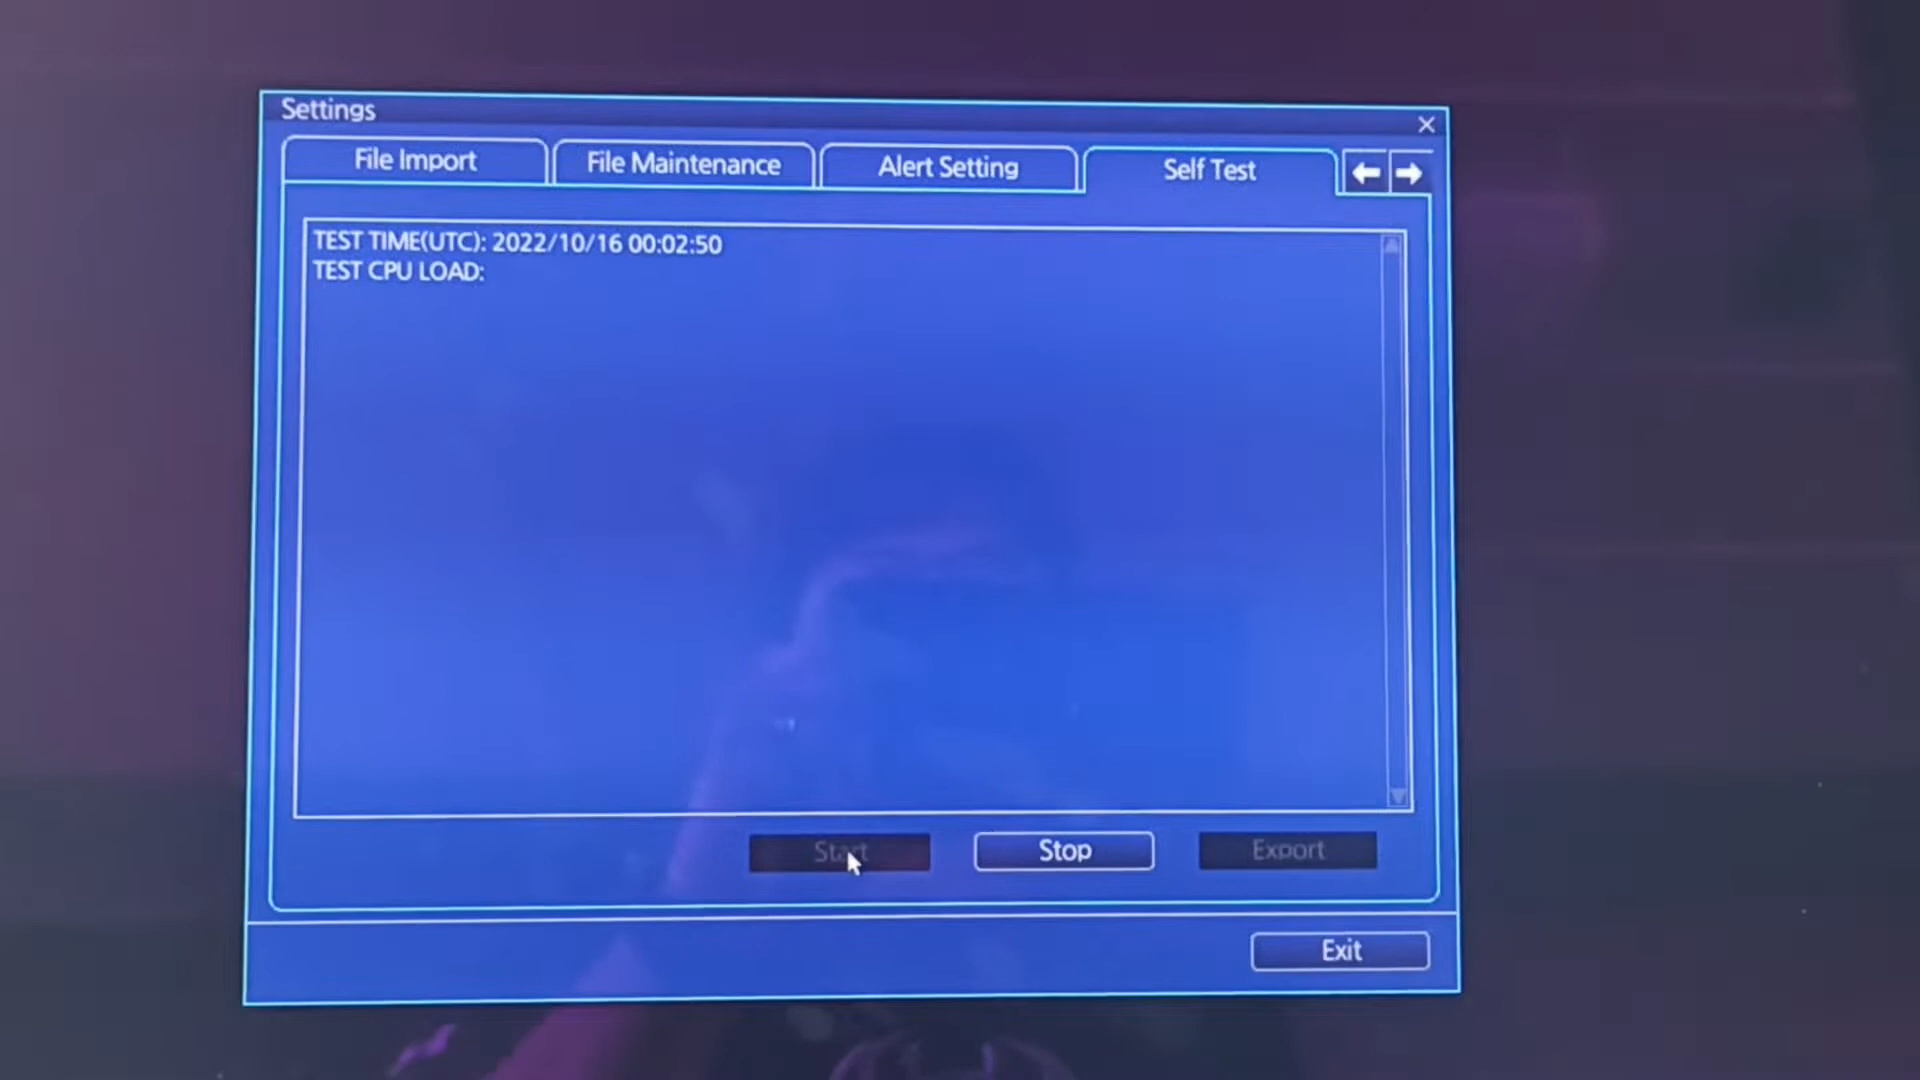 Settings
File Import
File Maintenance
Alert Setting
Self Test
TEST TIME(UTC): 2022/10/16 00:02:50
TEST CPU LOAD:
Start
Stop
Export
Exit